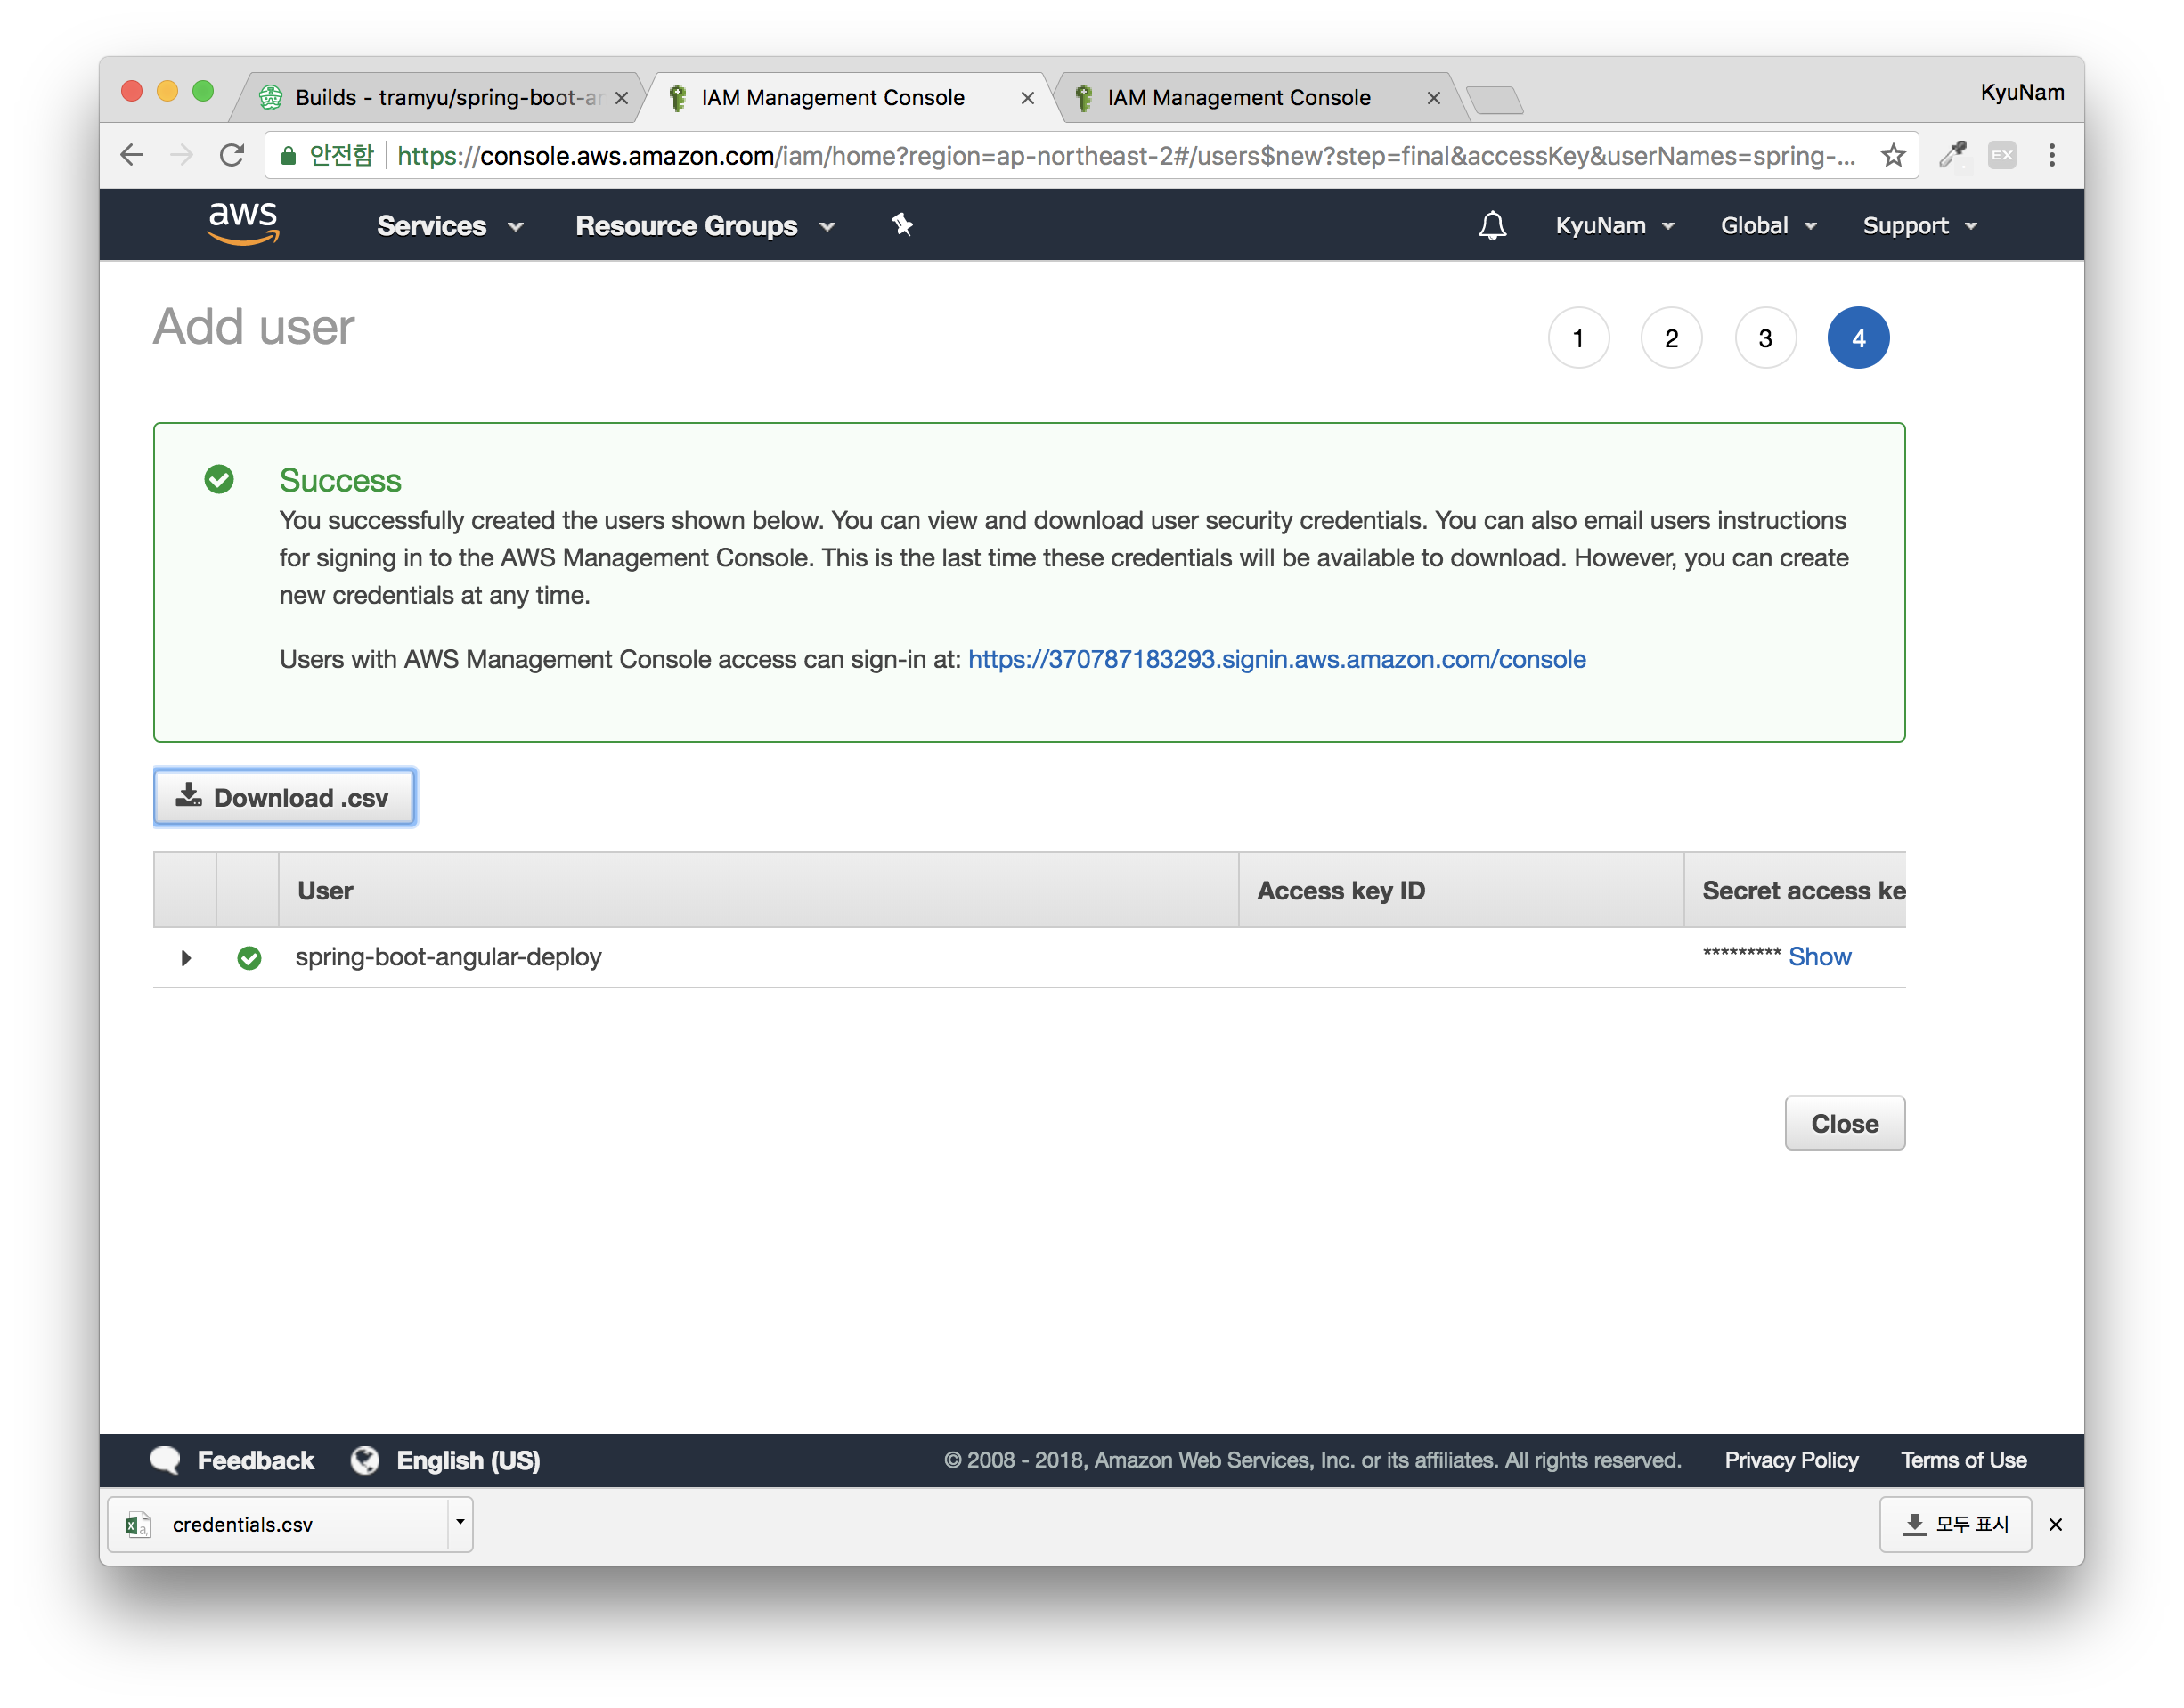 Builds - tramyu/spring-boot-ar
IAM Management Console
IAM Management Console
KyuNam
안전함
https://console.aws.amazon.com/iam/home?region=ap-northeast-2#/users$new?step=final&accessKey&userNames=spring-...
EX
aws
Services
Resource Groups
KyuNam
Global
Support
Add user
1
2
3
4
Success
You successfully created the users shown below. You can view and download user security credentials. You can also email users instructions
for signing in to the AWS Management Console. This is the last time these credentials will be available to download. However, you can create
new credentials at any time.
Users with AWS Management Console access can sign-in at: https://370787183293.signin.aws.amazon.com/console
Download .csv
User
Access key ID
Secret access ke
spring-boot-angular-deploy
********* Show
Close
Feedback
English (US)
© 2008 - 2018, Amazon Web Services, Inc. or its affiliates. All rights reserved.
Privacy Policy
Terms of Use
credentials.csv
모두 표시